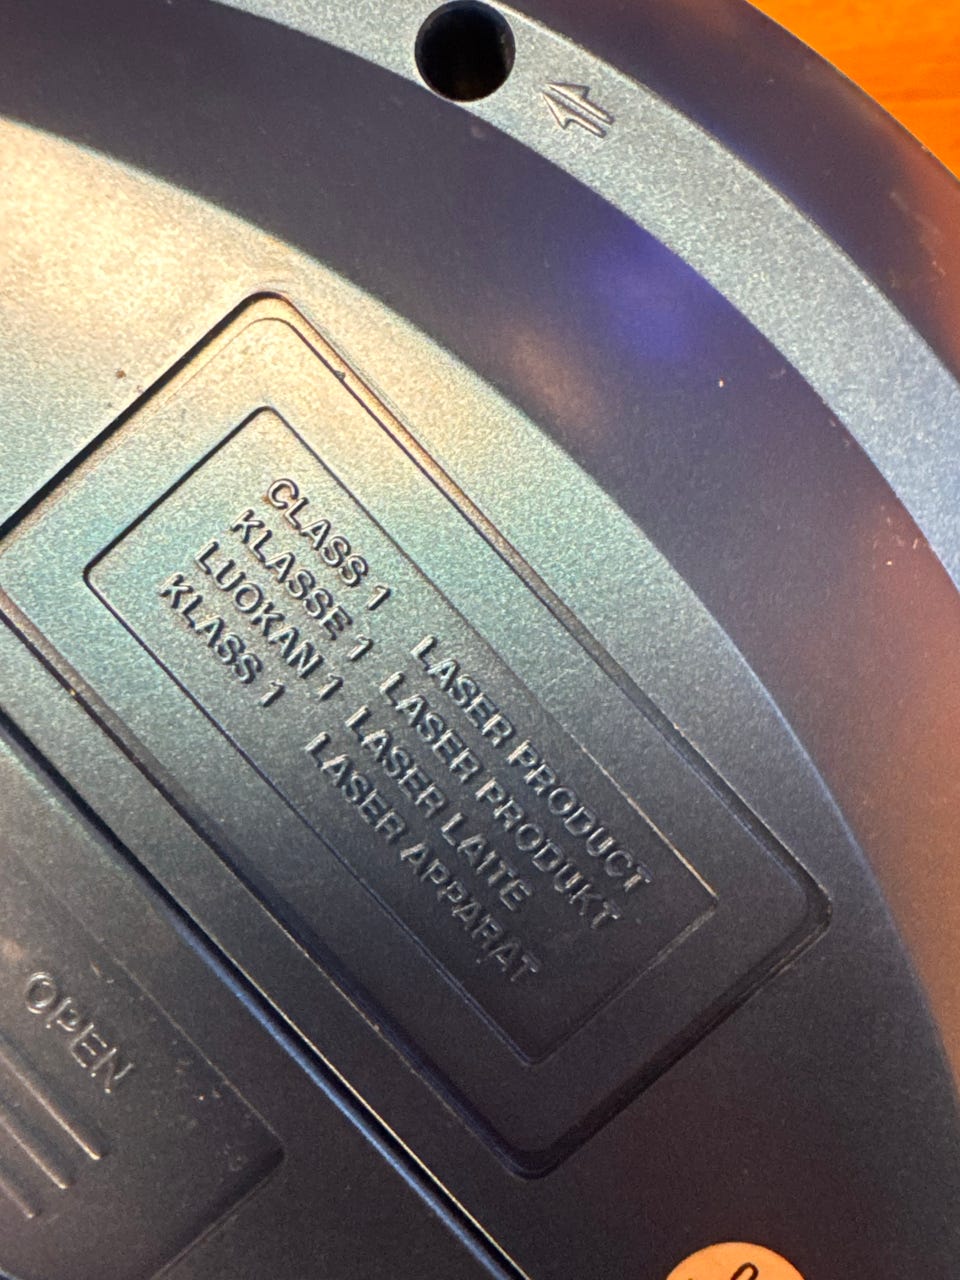 CLASS 1 LASER PRODUCT
KLASSE 1 LASER PRODUKT
LUOKAN 1 LASER LAITE
KLASS 1 LASER APPARAT
OPEN